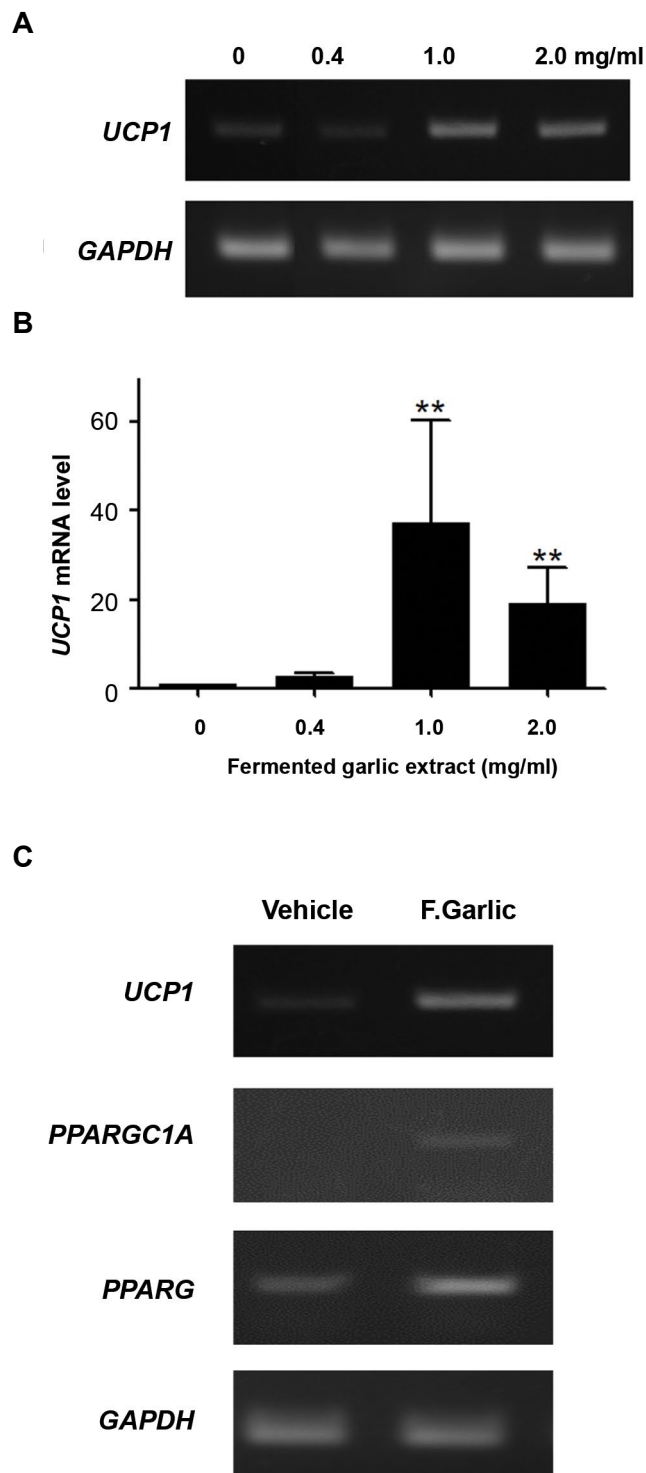 A
0 0.4 1.0 2.0 mg/ml
UCP1
GAPDH
B
UCP1 mRNA level
60
40
20
0
**
**
0 0.4 1.0 2.0
Fermented garlic extract (mg/ml)
C
Vehicle F.Garlic
UCP1
PPARGC1A
PPARG
GAPDH